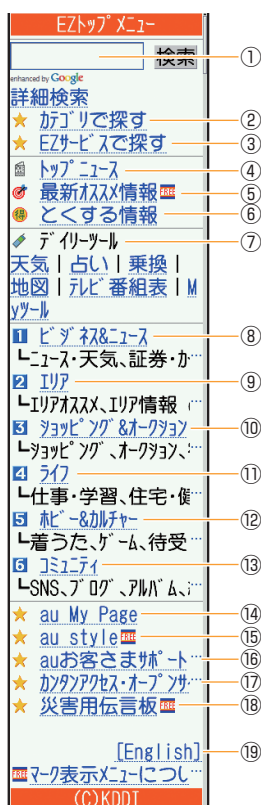 EZﾄｯﾌﾟﾒﾆｭｰ
検索 ①
enhanced by Google
詳細検索
★ ｶﾃｺﾞﾘで探す ②
★ EZｻｰﾋﾞｽで探す ③
ﾄｯﾌﾟﾆｭｰｽ ④
最新ｵｽｽﾒ情報 FREE ⑤
得 とくする情報 ⑥
ﾃﾞｲﾘｰﾂｰﾙ ⑦
天気 | 占い | 乗換 |
地図 | ﾃﾚﾋﾞ番組表 | M
yﾂｰﾙ
1 ﾋﾞｼﾞﾈｽ&ﾆｭｰｽ ⑧
┗ﾆｭｰｽ･天気､証券･ｶ…
2 ｴﾘｱ ⑨
┗ｴﾘｱｵｽｽﾒ､ｴﾘｱ情報 (…
3 ｼｮｯﾋﾟﾝｸﾞ&ｵｰｸｼｮﾝ ⑩
┗ｼｮｯﾋﾟﾝｸﾞ､ｵｰｸｼｮﾝ､…
4 ﾗｲﾌ ⑪
┗仕事･学習､住宅･…
5 ﾎﾋﾞｰ&ｶﾙﾁｬｰ ⑫
┗着うた､ｹﾞｰﾑ､待受…
6 ｺﾐｭﾆﾃｨ ⑬
┗SNS､ﾌﾞﾛｸﾞ､ｱﾙﾊﾞﾑ､…
★ au My Page ⑭
★ au style FREE ⑮
★ auお客さまｻﾎﾟｰﾄ… ⑯
★ ｶﾝﾀﾝｱｸｾｽ･ｵｰﾌﾟﾝｻ… ⑰
★ 災害用伝言板 FREE ⑱
[English] ⑲
FREE ﾏｰｸ表示ﾒﾆｭｰについ…
(C)KDDI